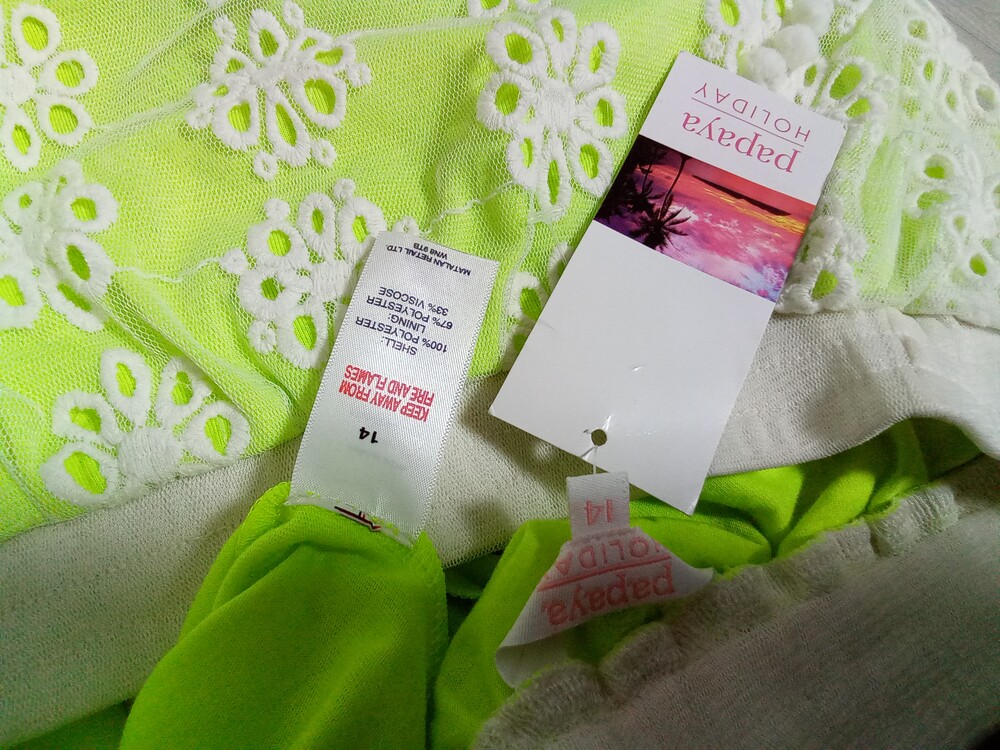 papaya
HOLIDAY
14
KEEP AWAY FROM
FIRE AND FLAMES
SHELL:
100% POLYESTER
LINING:
67% POLYESTER
33% VISCOSE
MATALAN RETAIL LTD.
WN8 9TB
papaya
HOLIDAY
14